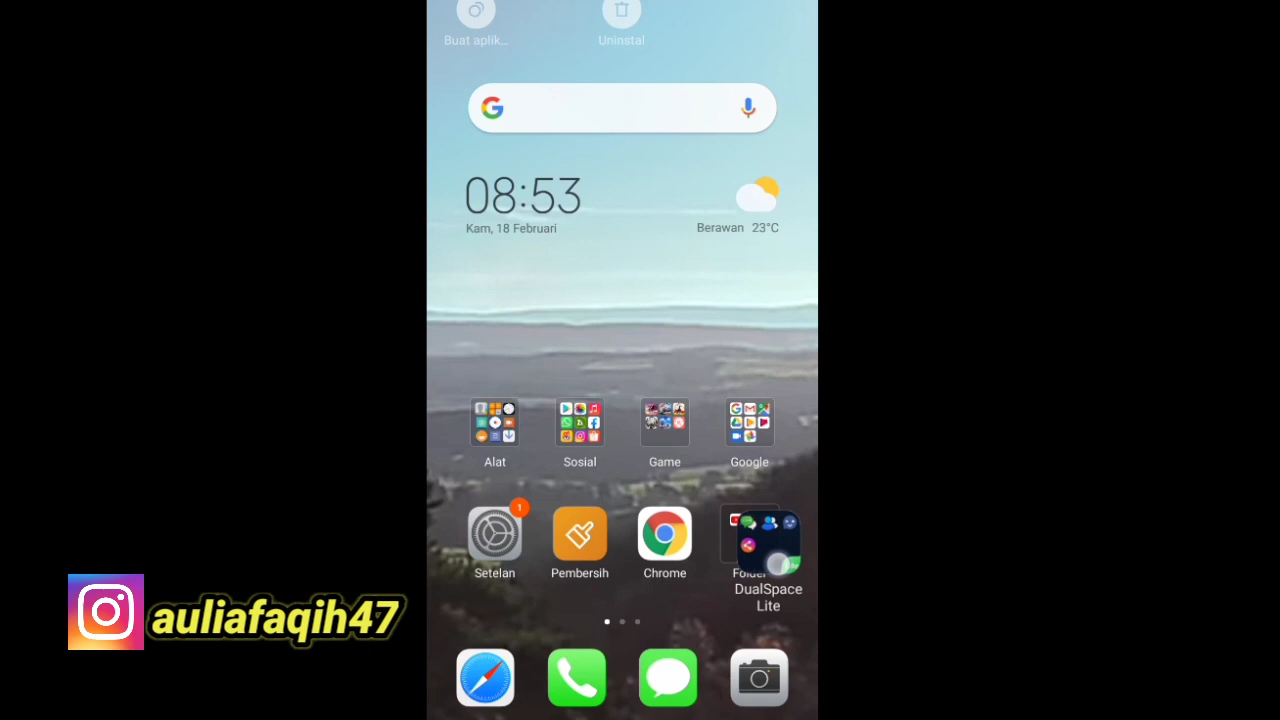 Buat aplik...
Uninstal
08:53
Kam, 18 Februari
Berawan 23°C
Alat
Sosial
Game
Google
1
Setelan
Pembersih
Chrome
Folder
DualSpace
Lite
auliafaqih47